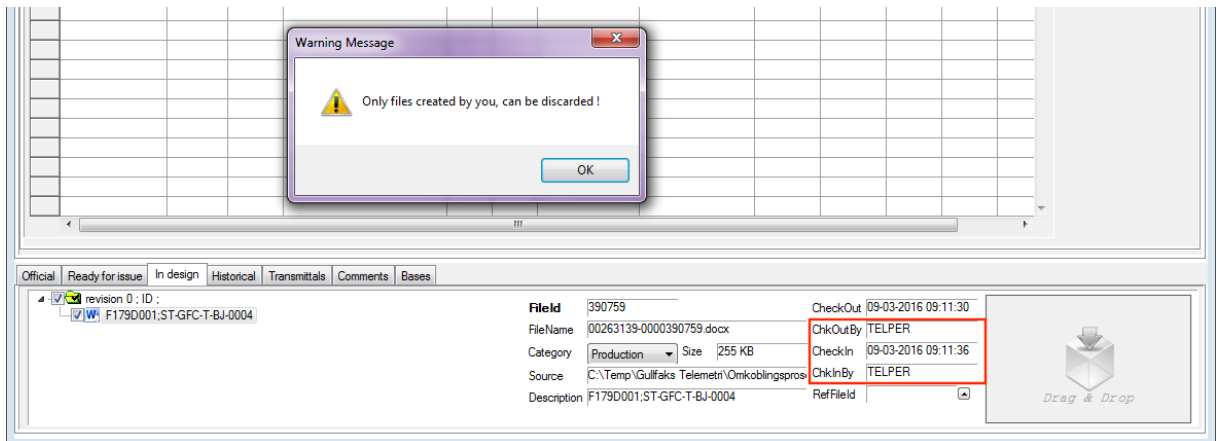 Warning Message
Only files created by you, can be discarded !
OK
Official Ready for issue In design Historical Transmittals Comments Bases
revision 0 ; ID ;
F179D001;ST-GFC-T-BJ-0004
FileId 390759 CheckOut 09-03-2016 09:11:30
FileName 00263139-0000390759.docx ChkOutBy TELPER
Category Production Size 255 KB CheckIn 09-03-2016 09:11:36
Source C:\Temp\Gullfaks Telemetri\Omkoblingspros ChkInBy TELPER
Description F179D001;ST-GFC-T-BJ-0004 RefFileId
Drag & Drop